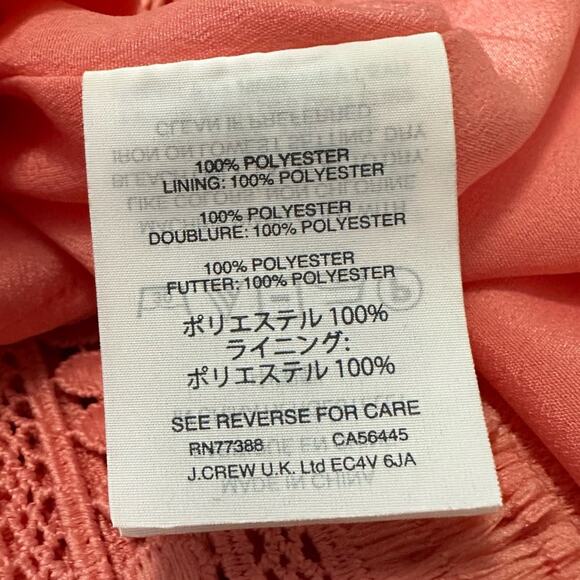 100% POLYESTER
LINING: 100% POLYESTER
100% POLYESTER
DOUBLURE: 100% POLYESTER
100% POLYESTER
FUTTER: 100% POLYESTER
ポリエステル 100%
ライニング:
ポリエステル 100%
SEE REVERSE FOR CARE
RN77388 CA56445
J.CREW U.K. Ltd EC4V 6JA